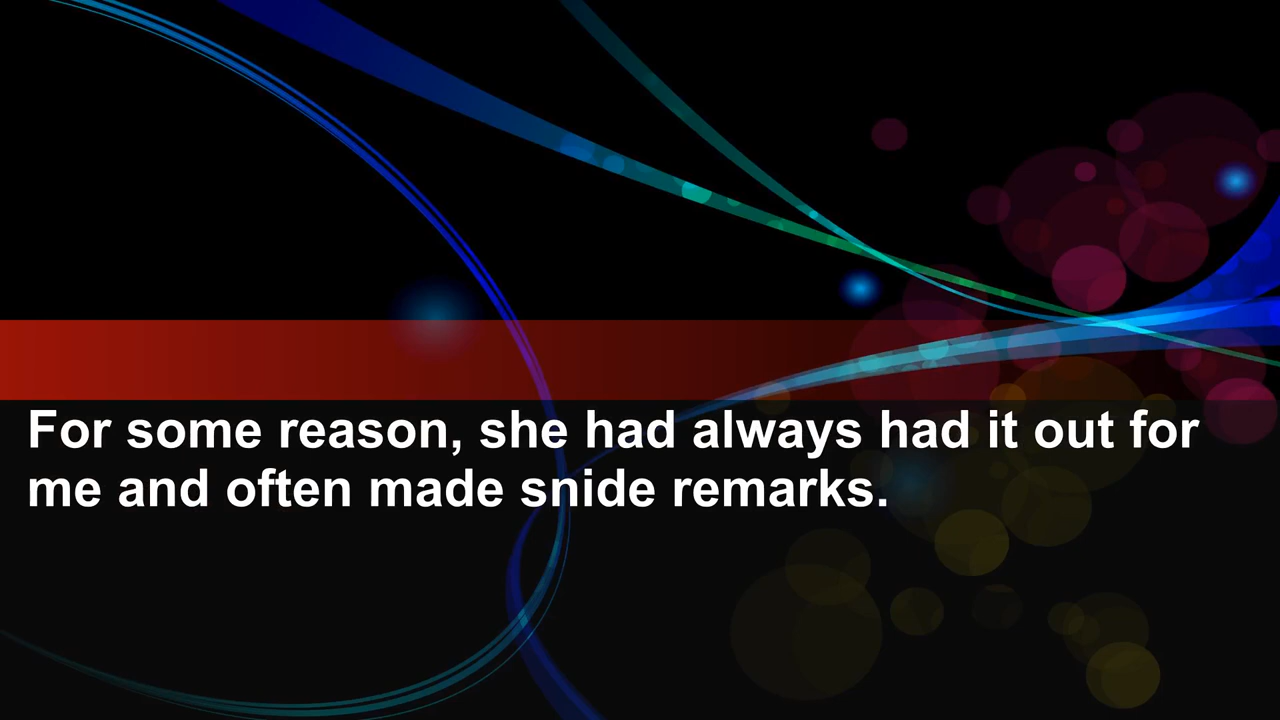 For some reason, she had always had it out for
me and often made snide remarks.